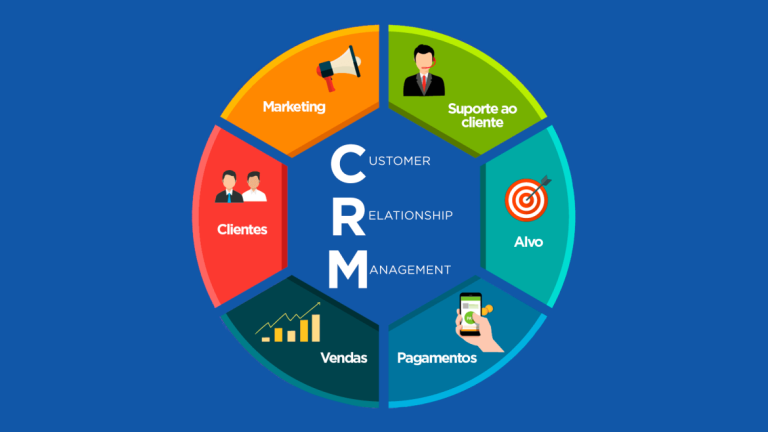 Marketing
Suporte ao
cliente
Clientes
CUSTOMER
RELATIONSHIP
MANAGEMENT
Alvo
Vendas
Pagamentos